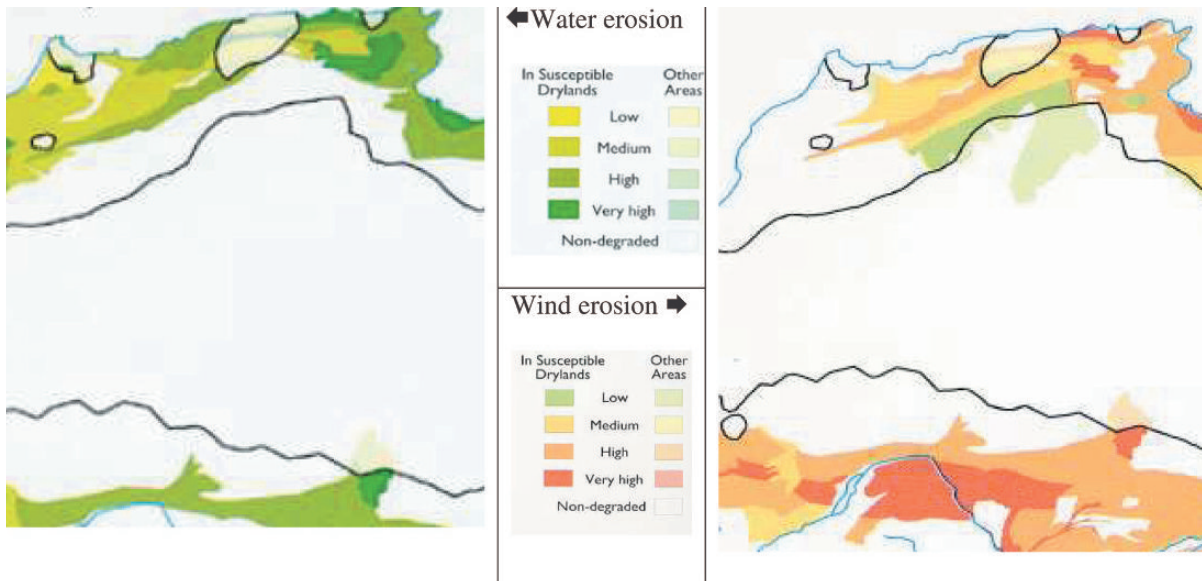 Water erosion
In Susceptible Drylands
Other Areas
Low
Medium
High
Very high
Non-degraded
Wind erosion
In Susceptible Drylands
Other Areas
Low
Medium
High
Very high
Non-degraded